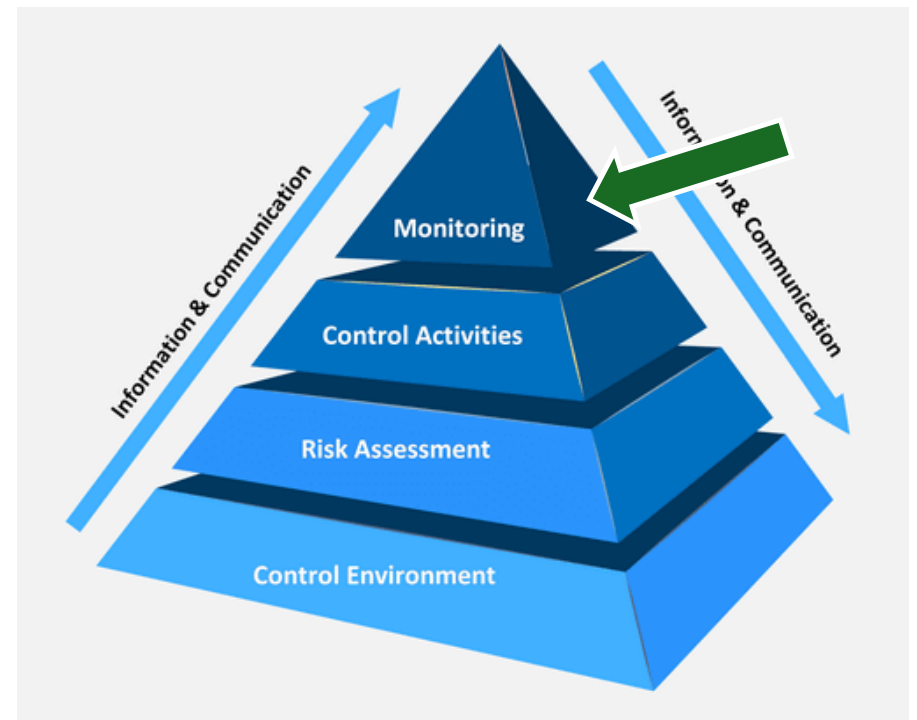 Information & Communication
Monitoring
Control Activities
Risk Assessment
Control Environment
& Communication